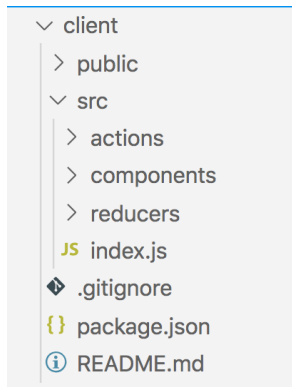 client
public
src
actions
components
reducers
JS index.js
.gitignore
{} package.json
README.md